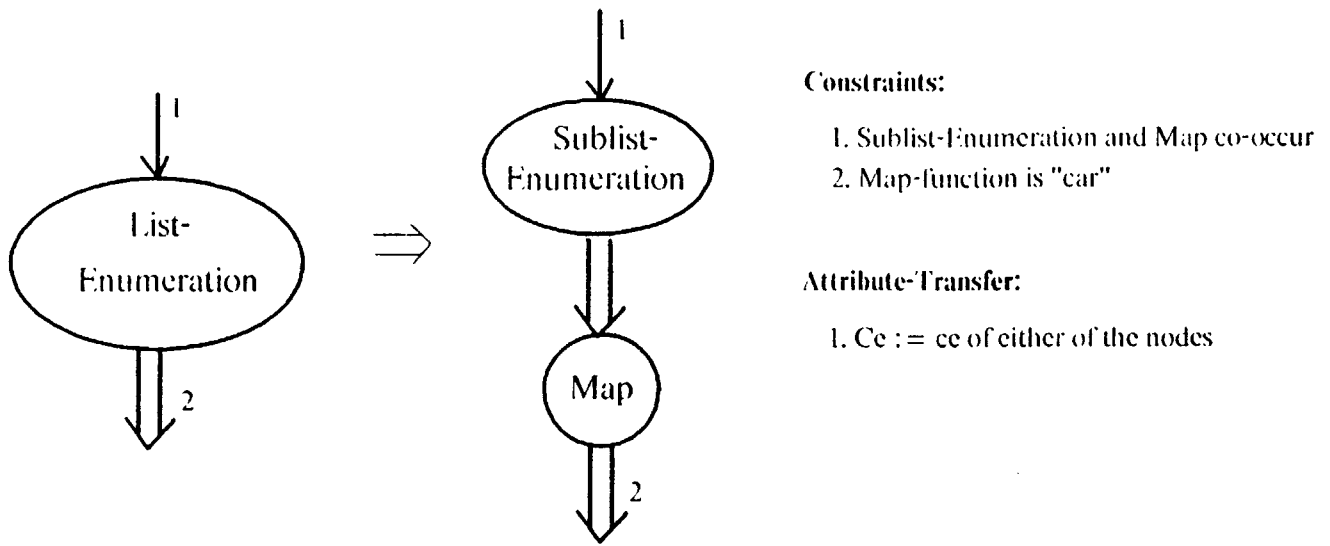 1
List-
Enumeration
2
1
Sublist-
Enumeration
Map
2
Constraints:
1. Sublist-Enumeration and Map co-occur
2. Map-function is "car"
Attribute-Transfer:
1. Ce := ce of either of the nodes